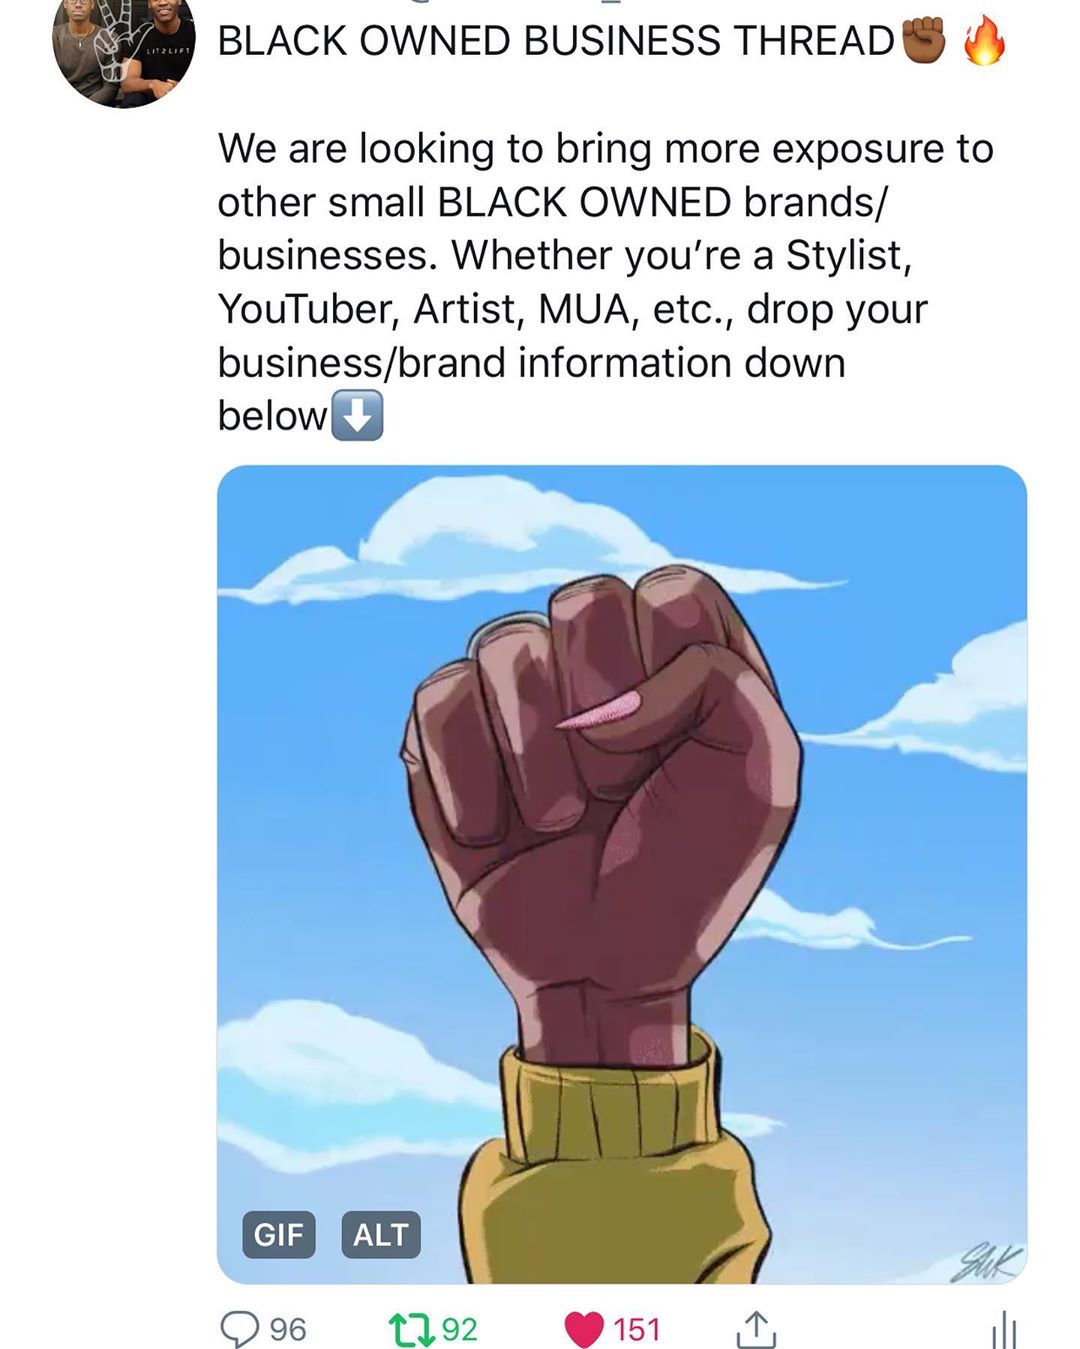 LIT2LIFT
BLACK OWNED BUSINESS THREAD✊🏾 🔥
We are looking to bring more exposure to
other small BLACK OWNED brands/
businesses. Whether you’re a Stylist,
YouTuber, Artist, MUA, etc., drop your
business/brand information down
below⬇️
GIF ALT
96 92 151